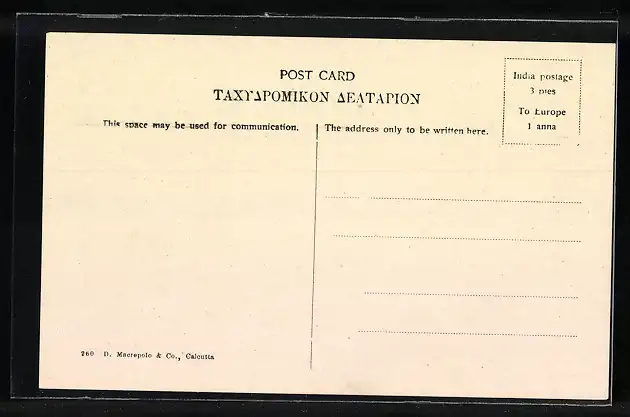 POST CARD
ΤΑΧΥΔΡΟΜΙΚΟΝ ΔΕΛΤΑΡΙΟΝ
This space may be used for communication.
The address only to be written here.
India postage
3 pies
To Europe
1 anna
260 D. Macropolo & Co., Calcutta